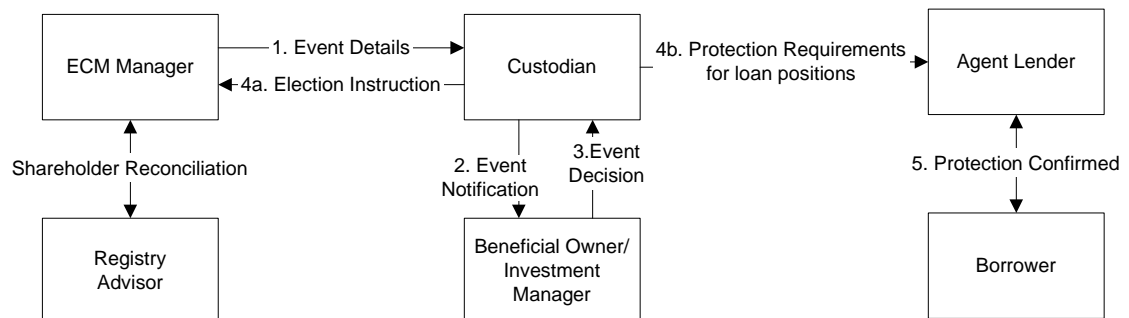 ECM Manager
1. Event Details
4a. Election Instruction
Custodian
4b. Protection Requirements
for loan positions
Agent Lender
Shareholder Reconciliation
2. Event
Notification
3.Event
Decision
5. Protection Confirmed
Registry
Advisor
Beneficial Owner/
Investment
Manager
Borrower